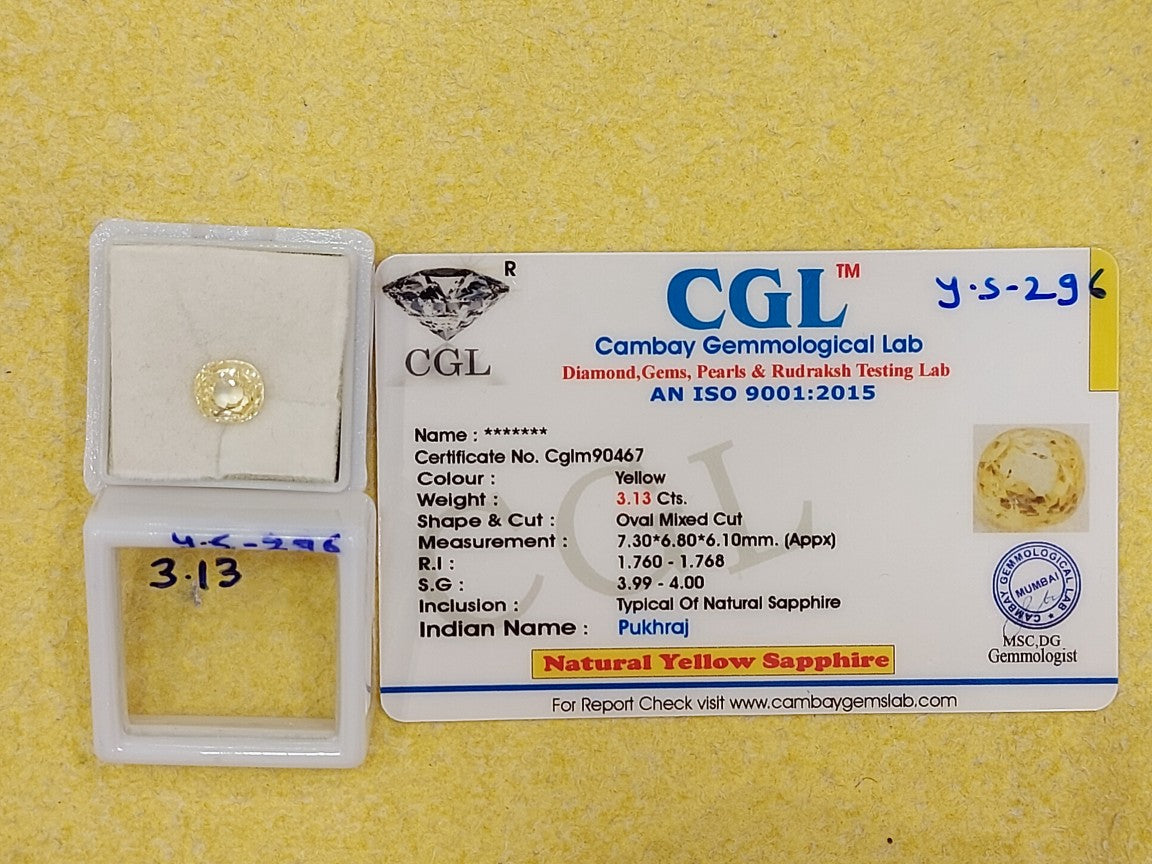 y.s-296
3.13
R
CGL
CGL™
y.s-296
Cambay Gemmological Lab
Diamond,Gems, Pearls & Rudraksh Testing Lab
AN ISO 9001:2015
Name : *******
Certificate No. Cglm90467
Colour : Yellow
Weight : 3.13 Cts.
Shape & Cut : Oval Mixed Cut
Measurement : 7.30*6.80*6.10mm. (Appx)
R.I : 1.760 - 1.768
S.G : 3.99 - 4.00
Inclusion : Typical Of Natural Sapphire
Indian Name : Pukhraj
Natural Yellow Sapphire
For Report Check visit www.cambaygemslab.com
CAMBAY GEMMOLOGICAL LAB
MUMBAI
MSC,DG
Gemmologist
CGL